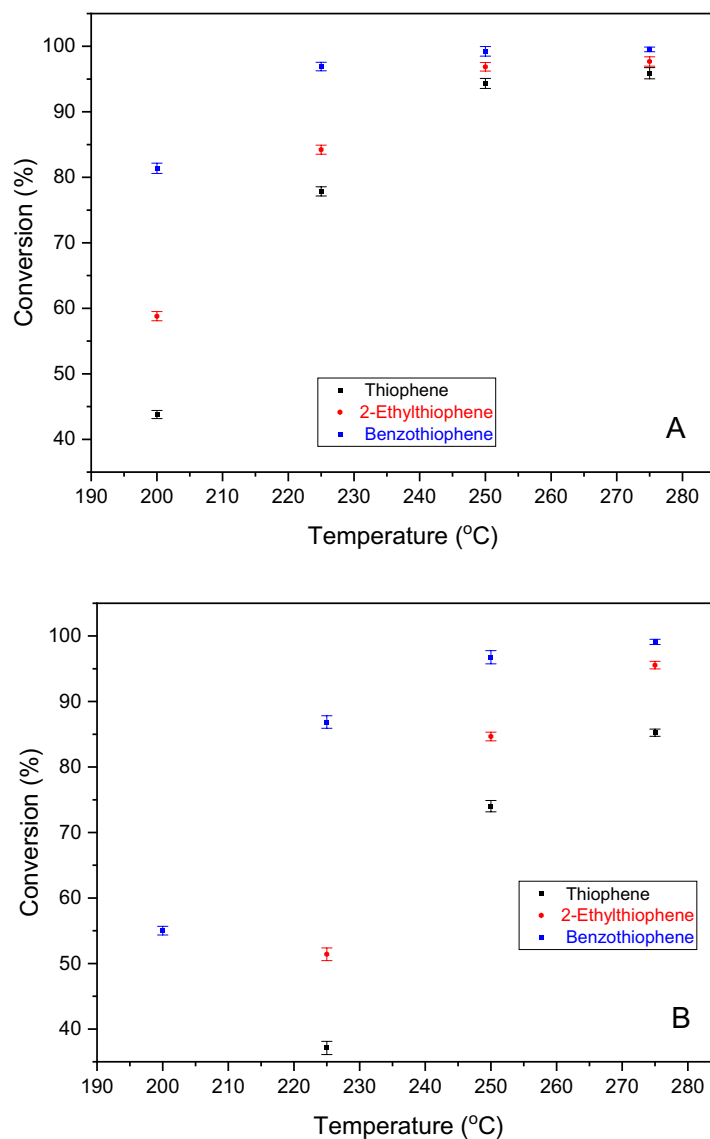 100
90
80
70
60
50
40
Conversion (%)
Thiophene
2-Ethylthiophene
Benzothiophene
A
190 200 210 220 230 240 250 260 270 280
Temperature (°C)
100
90
80
70
60
50
40
Conversion (%)
Thiophene
2-Ethylthiophene
Benzothiophene
B
190 200 210 220 230 240 250 260 270 280
Temperature (°C)